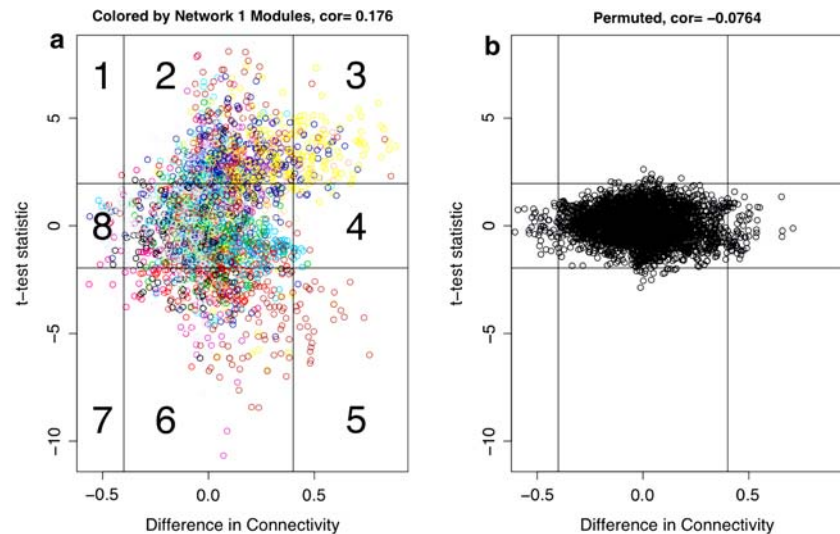 Colored by Network 1 Modules, cor= 0.176
a
1 2 3
8 4
7 6 5
5
0
−5
−10
t−test statistic
−0.5 0.0 0.5
Difference in Connectivity
Permuted, cor= −0.0764
b
5
0
−5
−10
t−test statistic
−0.5 0.0 0.5
Difference in Connectivity